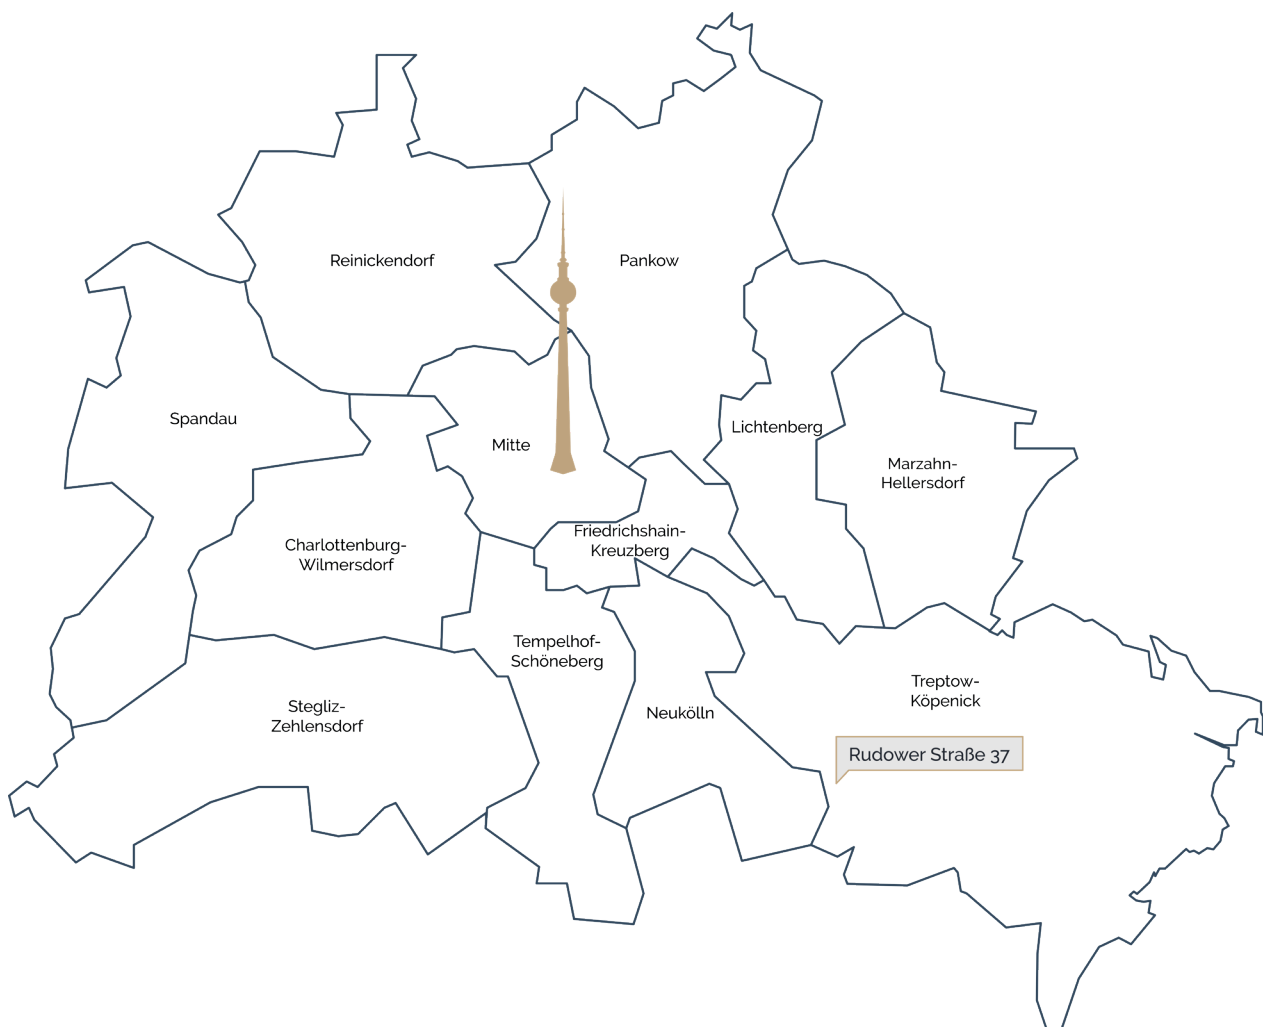 Reinickendorf
Pankow
Spandau
Mitte
Lichtenberg
Marzahn-
Hellersdorf
Charlottenburg-
Wilmersdorf
Friedrichshain-
Kreuzberg
Tempelhof-
Schöneberg
Stegliz-
Zehlensdorf
Neukölln
Treptow-
Köpenick
Rudower Straße 37